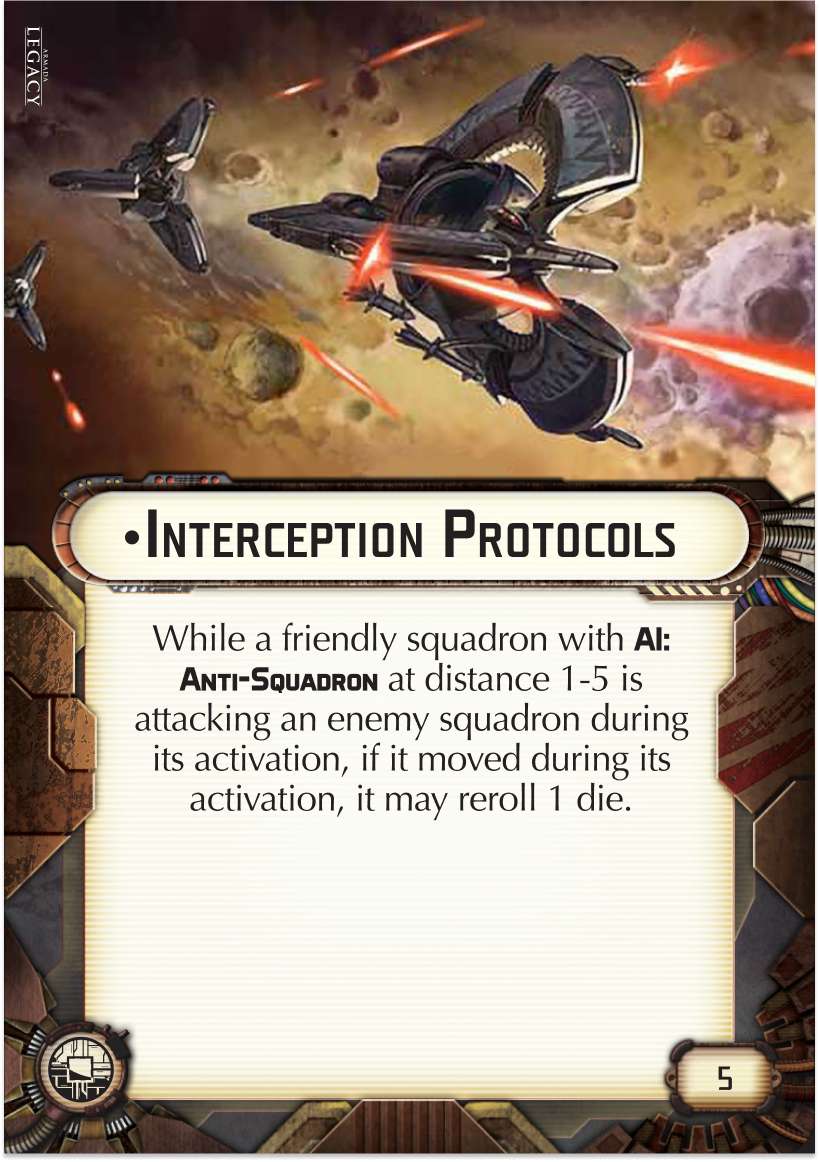 ARMADA
LEGACY
•Interception Protocols
While a friendly squadron with AI:
Anti-Squadron at distance 1-5 is
attacking an enemy squadron during
its activation, if it moved during its
activation, it may reroll 1 die.
5